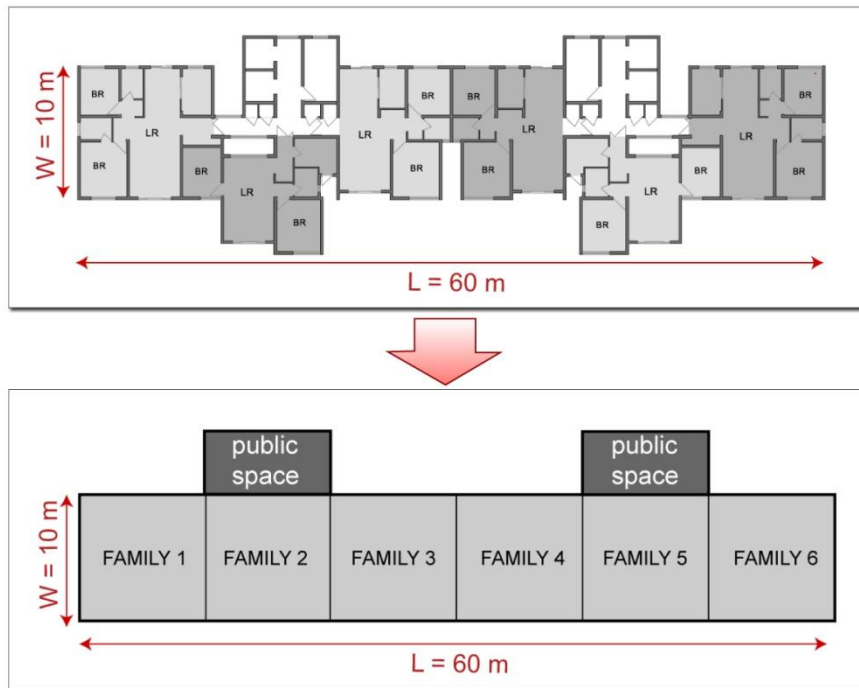 BR
BR
BR
BR
LR
LR
LR
LR
BR
BR
BR
BR
BR
BR
LR
LR
BR
BR
W = 10 m
L = 60 m
public
space
public
space
FAMILY 1
FAMILY 2
FAMILY 3
FAMILY 4
FAMILY 5
FAMILY 6
W = 10 m
L = 60 m